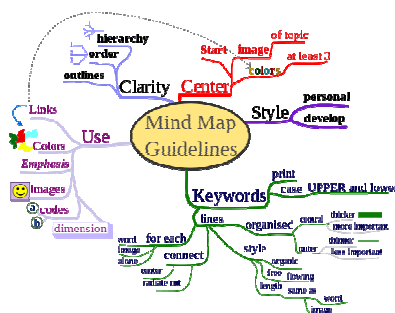 Mind Map
Guidelines
Start
image
of topic
at least 3
colors
Center
Style
personal
develop
Keywords
print
case
UPPER and lower
lines
organised
central
thicker
more important
outer
thinner
less important
style
organic
free
flowing
length
same as
word
image
for each
word
image
alone
connect
center
radiate out
Use
Links
Colors
Emphasis
Images
codes
a
b
dimension
Clarity
hierarchy
order
outlines